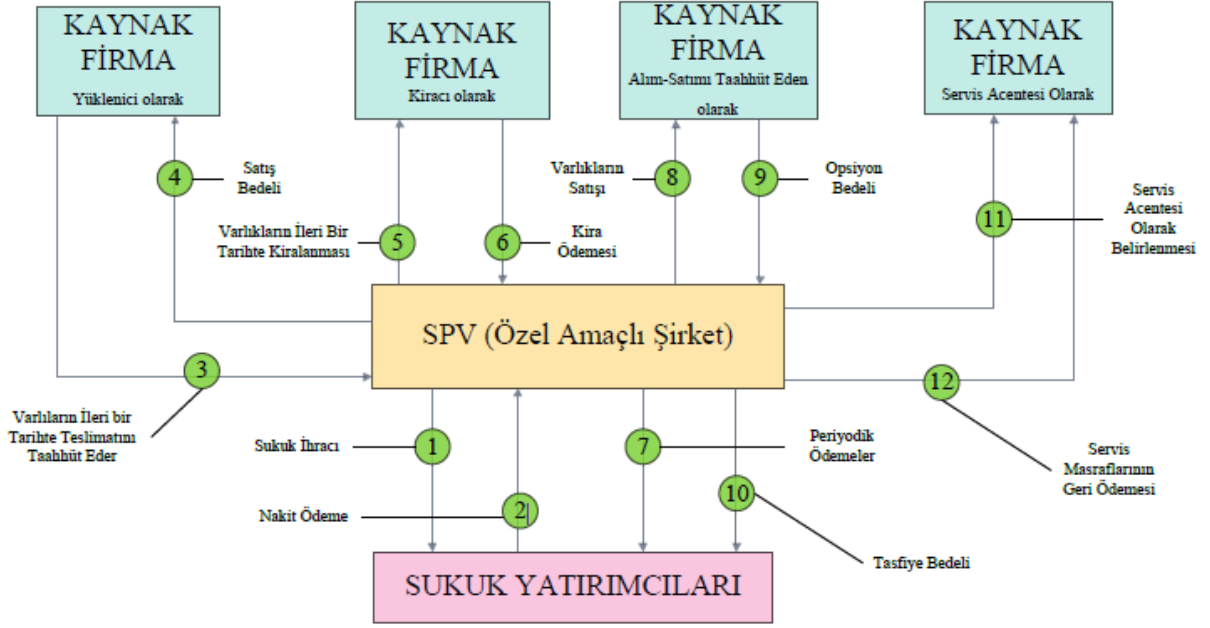 KAYNAK
FİRMA
Yüklenici olarak
KAYNAK
FİRMA
Kiracı olarak
KAYNAK
FİRMA
Alım-Satımı Taahhüt Eden
olarak
KAYNAK
FİRMA
Servis Acentesi Olarak
4
Satış
Bedeli
Varlıkların İleri Bir
Tarihte Kiralanması
5
6
Kira
Ödemesi
Varlıkların
Satışı
8
9
Opsiyon
Bedeli
11
Servis
Acentesi
Olarak
Belirlenmesi
SPV (Özel Amaçlı Şirket)
3
Varlıların İleri bir
Tarihte Teslimatını
Taahhüt Eder
12
Servis
Masraflarının
Geri Ödemesi
Sukuk İhracı
1
Nakit Ödeme
2
7
Periyodik
Ödemeler
10
Tasfiye Bedeli
SUKUK YATIRIMCILARI